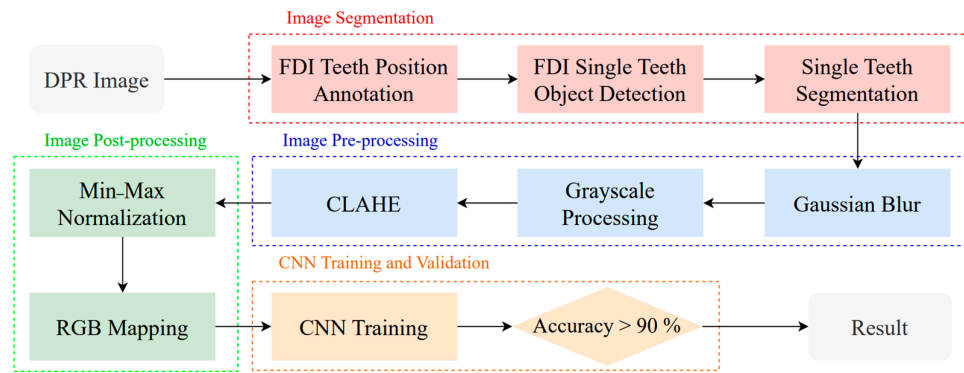 Image Segmentation
DPR Image
FDI Teeth Position
Annotation
FDI Single Teeth
Object Detection
Single Teeth
Segmentation
Image Post-processing
Image Pre-processing
Min–Max
Normalization
CLAHE
Grayscale
Processing
Gaussian Blur
CNN Training and Validation
RGB Mapping
CNN Training
Accuracy > 90 %
Result